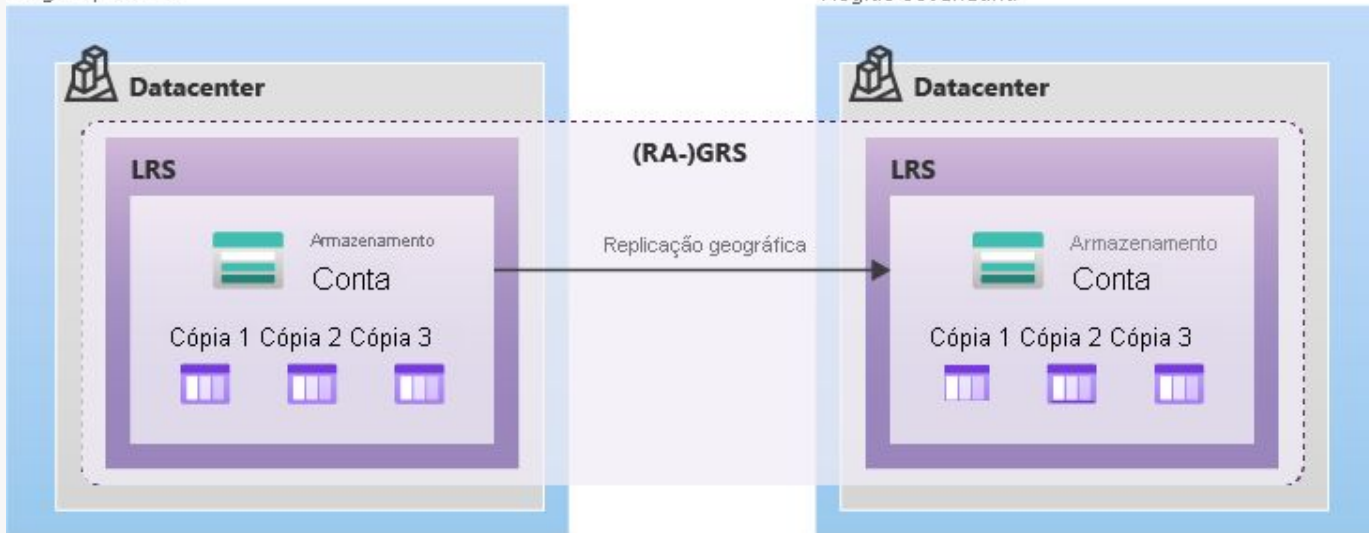 Datacenter
LRS
Armazenamento
Conta
Cópia 1 Cópia 2 Cópia 3
(RA-)GRS
Replicação geográfica
Datacenter
LRS
Armazenamento
Conta
Cópia 1 Cópia 2 Cópia 3